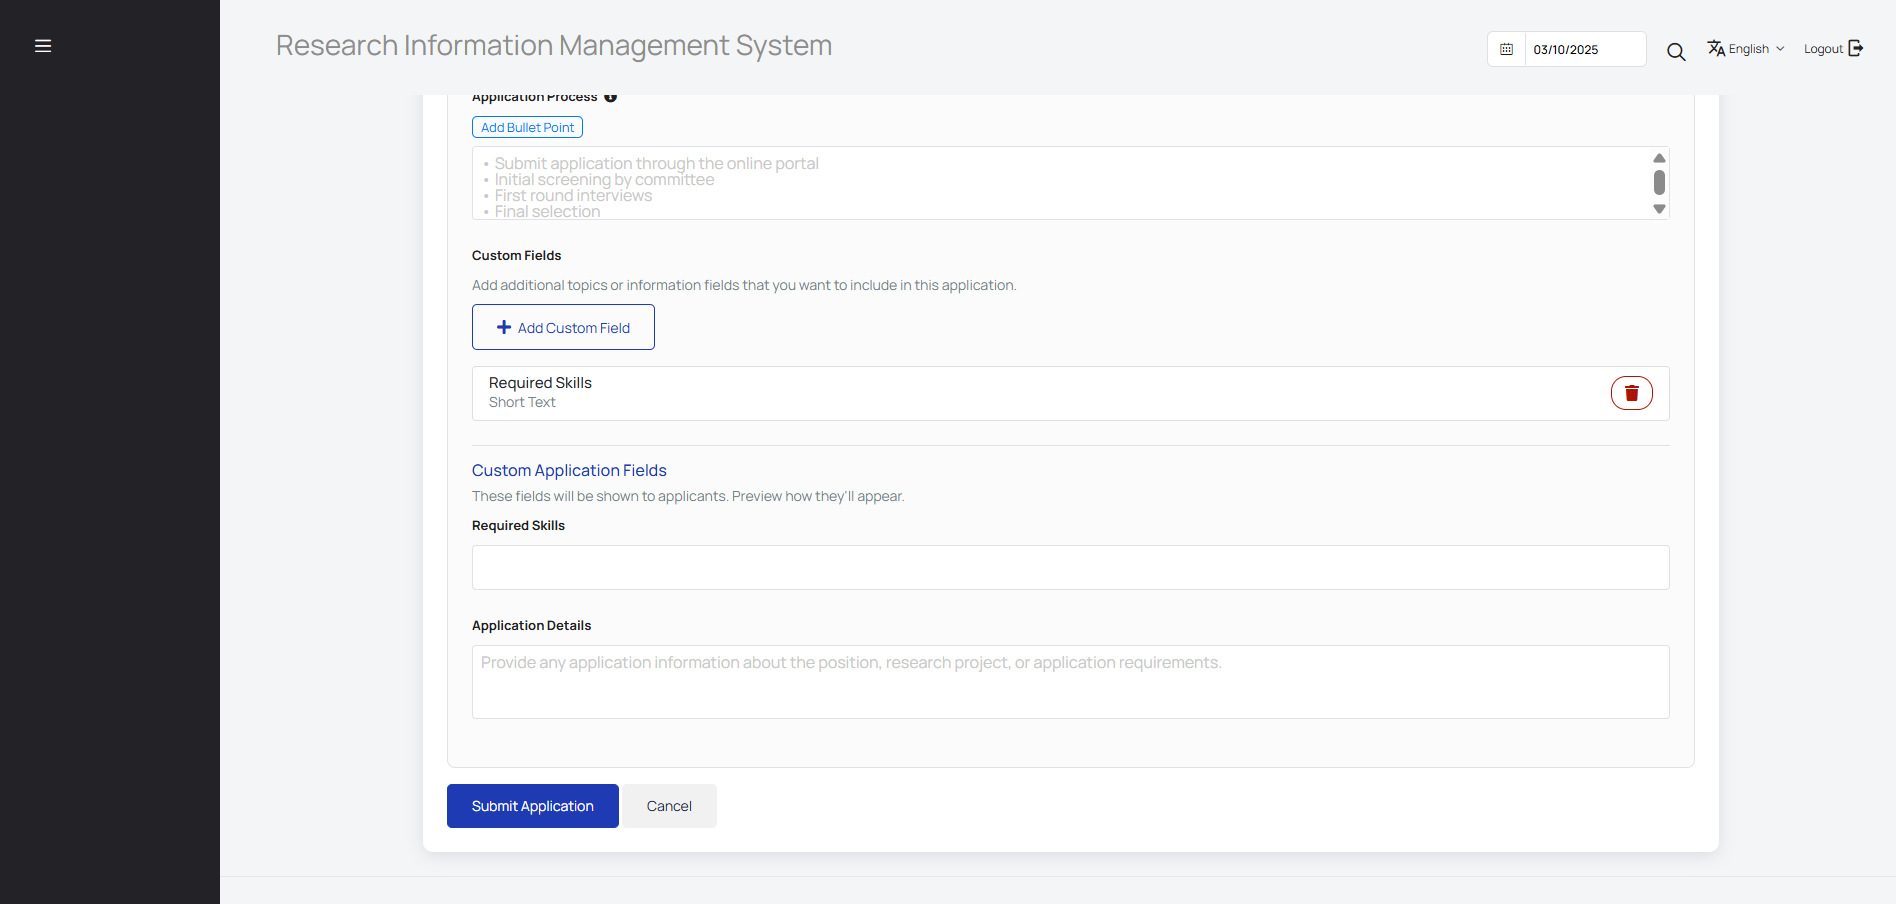 Research Information Management System
03/10/2025
English
Logout
Application Process
Add Bullet Point
• Submit application through the online portal
• Initial screening by committee
• First round interviews
• Final selection
Custom Fields
Add additional topics or information fields that you want to include in this application.
Add Custom Field
Required Skills
Short Text
Custom Application Fields
These fields will be shown to applicants. Preview how they'll appear.
Required Skills
Application Details
Provide any application information about the position, research project, or application requirements.
Submit Application
Cancel